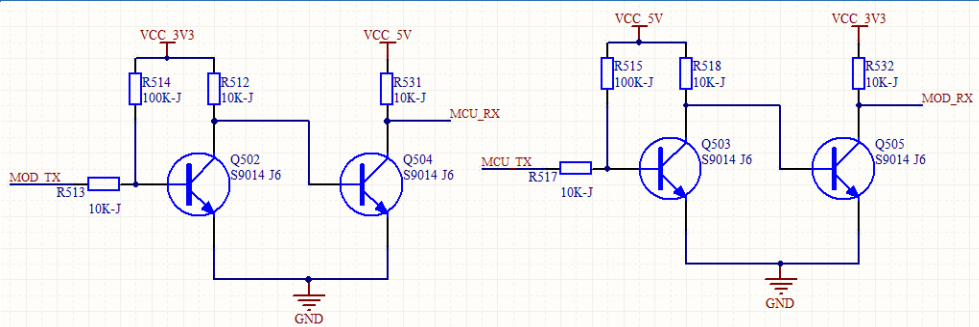 VCC_3V3
R514
100K-J
R512
10K-J
MOD_TX
R513
10K-J
Q502
S9014 J6
VCC_5V
R531
10K-J
MCU_RX
Q504
S9014 J6
GND
VCC_5V
R515
100K-J
R518
10K-J
MCU_TX
R517
10K-J
Q503
S9014 J6
VCC_3V3
R532
10K-J
MOD_RX
Q505
S9014 J6
GND